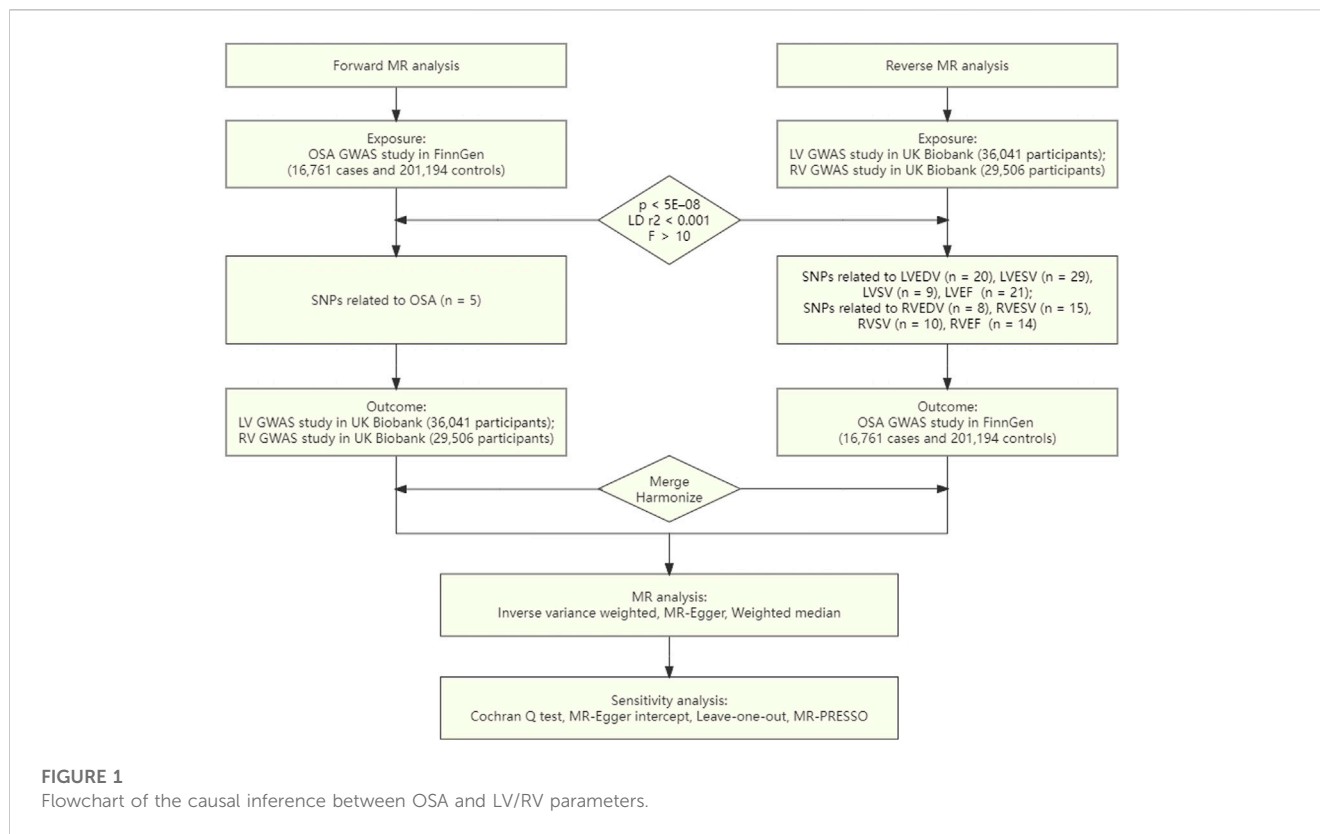 Forward MR analysis
Reverse MR analysis
Exposure:
OSA GWAS study in FinnGen
(16,761 cases and 201,194 controls)
Exposure:
LV GWAS study in UK Biobank (36,041 participants);
RV GWAS study in UK Biobank (29,506 participants)
p < 5E–08
LD r2 < 0.001
F > 10
SNPs related to OSA (n = 5)
SNPs related to LVEDV (n = 20), LVESV (n = 29),
LVSV (n = 9), LVEF (n = 21);
SNPs related to RVEDV (n = 8), RVESV (n = 15),
RVSV (n = 10), RVEF (n = 14)
Outcome:
LV GWAS study in UK Biobank (36,041 participants);
RV GWAS study in UK Biobank (29,506 participants)
Outcome:
OSA GWAS study in FinnGen
(16,761 cases and 201,194 controls)
Merge
Harmonize
MR analysis:
Inverse variance weighted, MR-Egger, Weighted median
Sensitivity analysis:
Cochran Q test, MR-Egger intercept, Leave-one-out, MR-PRESSO
FIGURE 1
Flowchart of the causal inference between OSA and LV/RV parameters.